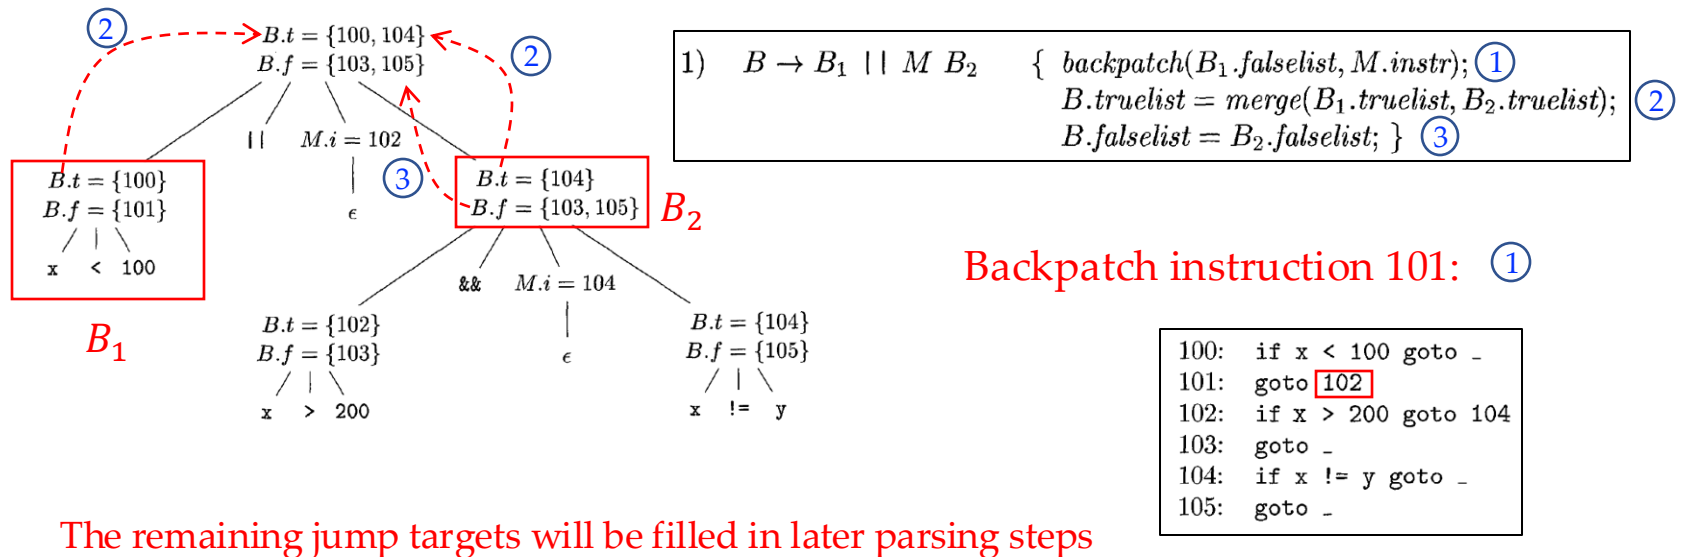 2
B.t = {100, 104}
B.f = {103, 105}
2
1) B → B₁ || M B₂ { backpatch(B₁.falselist, M.instr); 1
B.truelist = merge(B₁.truelist, B₂.truelist); 2
B.falselist = B₂.falselist; } 3
|| M.i = 102
ϵ
3
B.t = {100}
B.f = {101}
x < 100
B₁
B.t = {104}
B.f = {103, 105}
B₂
&& M.i = 104
ϵ
B.t = {102}
B.f = {103}
x > 200
B.t = {104}
B.f = {105}
x != y
Backpatch instruction 101: 1
100: if x < 100 goto _
101: goto 102
102: if x > 200 goto 104
103: goto _
104: if x != y goto _
105: goto _
The remaining jump targets will be filled in later parsing steps